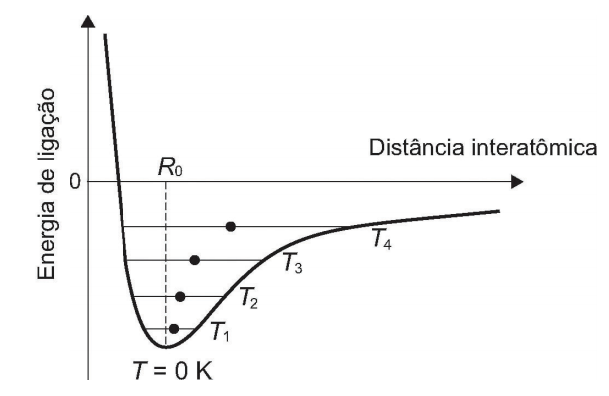 Energia de ligação
0
R₀
Distância interatômica
T₄
T₃
T₂
T₁
T = 0 K